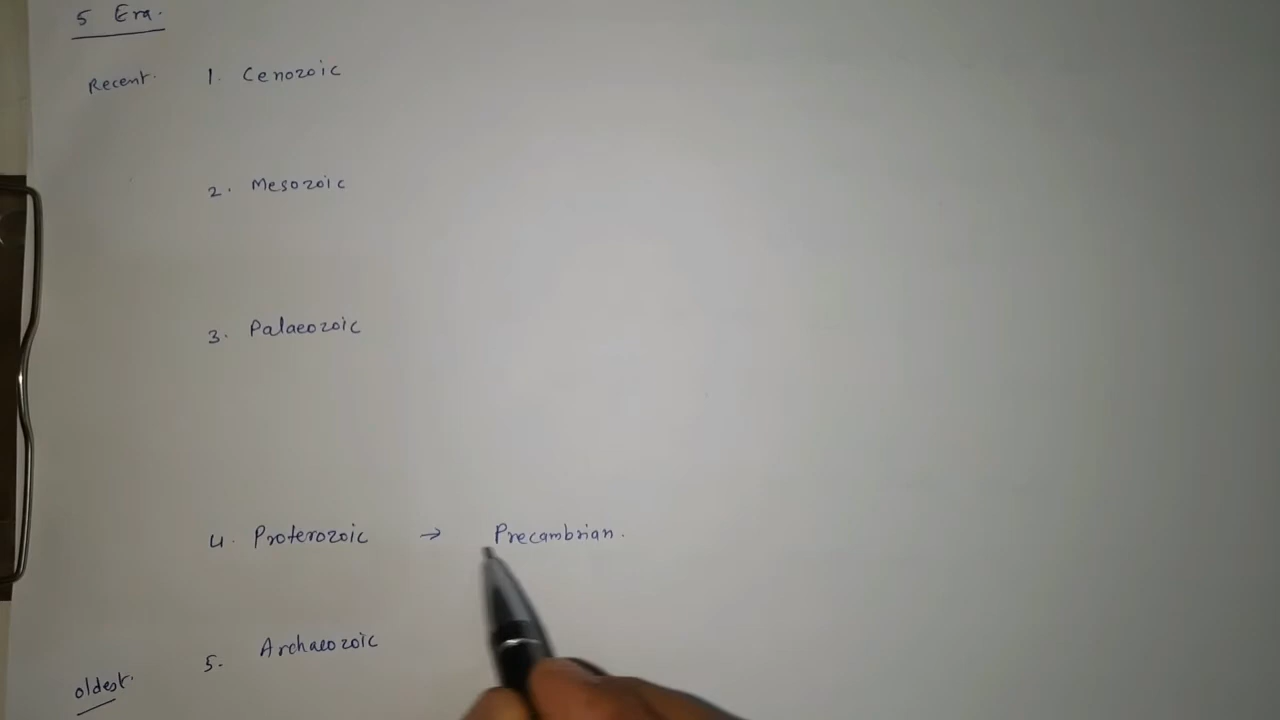 5 Era.
Recent. 1. Cenozoic
2. Mesozoic
3. Palaeozoic
4. Proterozoic → Precambrian.
5. Archaeozoic
oldest.